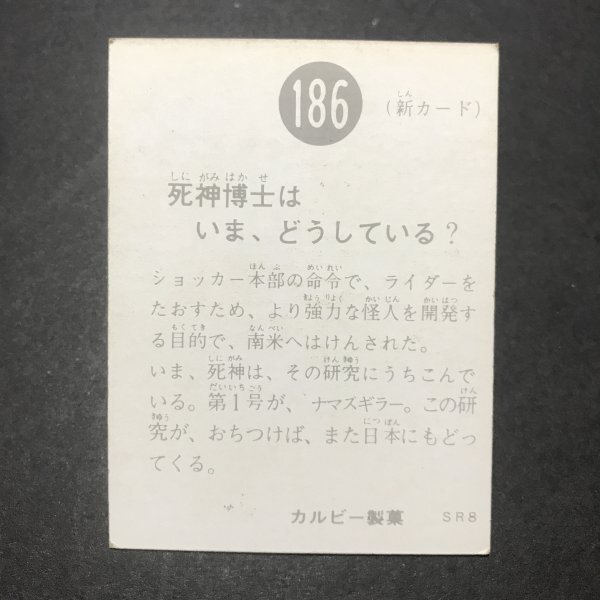 186
(新カード)
死神博士は
いま、どうしている?
ショッカー本部の命令で、ライダーを
たおすため、より強力な怪人を開発す
る目的で、南米へはけんされた。
いま、死神は、その研究にうちこんで
いる。第1号が、ナマズギラー。この研
究が、おちつけば、また日本にもどっ
てくる。
カルビー製菓 SR8